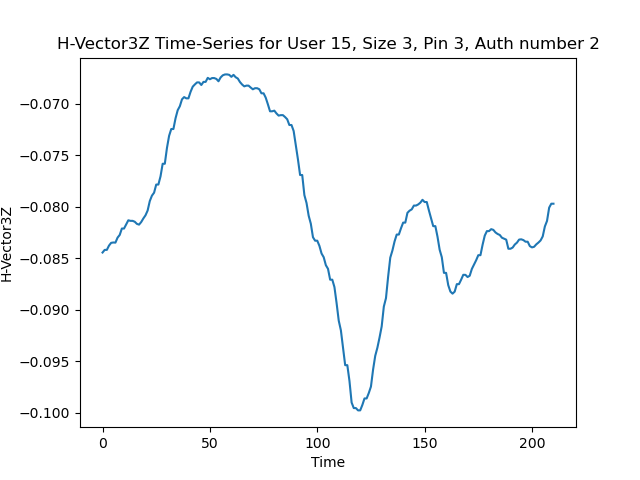 H-Vector3Z Time-Series for User 15, Size 3, Pin 3, Auth number 2
H-Vector3Z
−0.070
−0.075
−0.080
−0.085
−0.090
−0.095
−0.100
0 50 100 150 200
Time